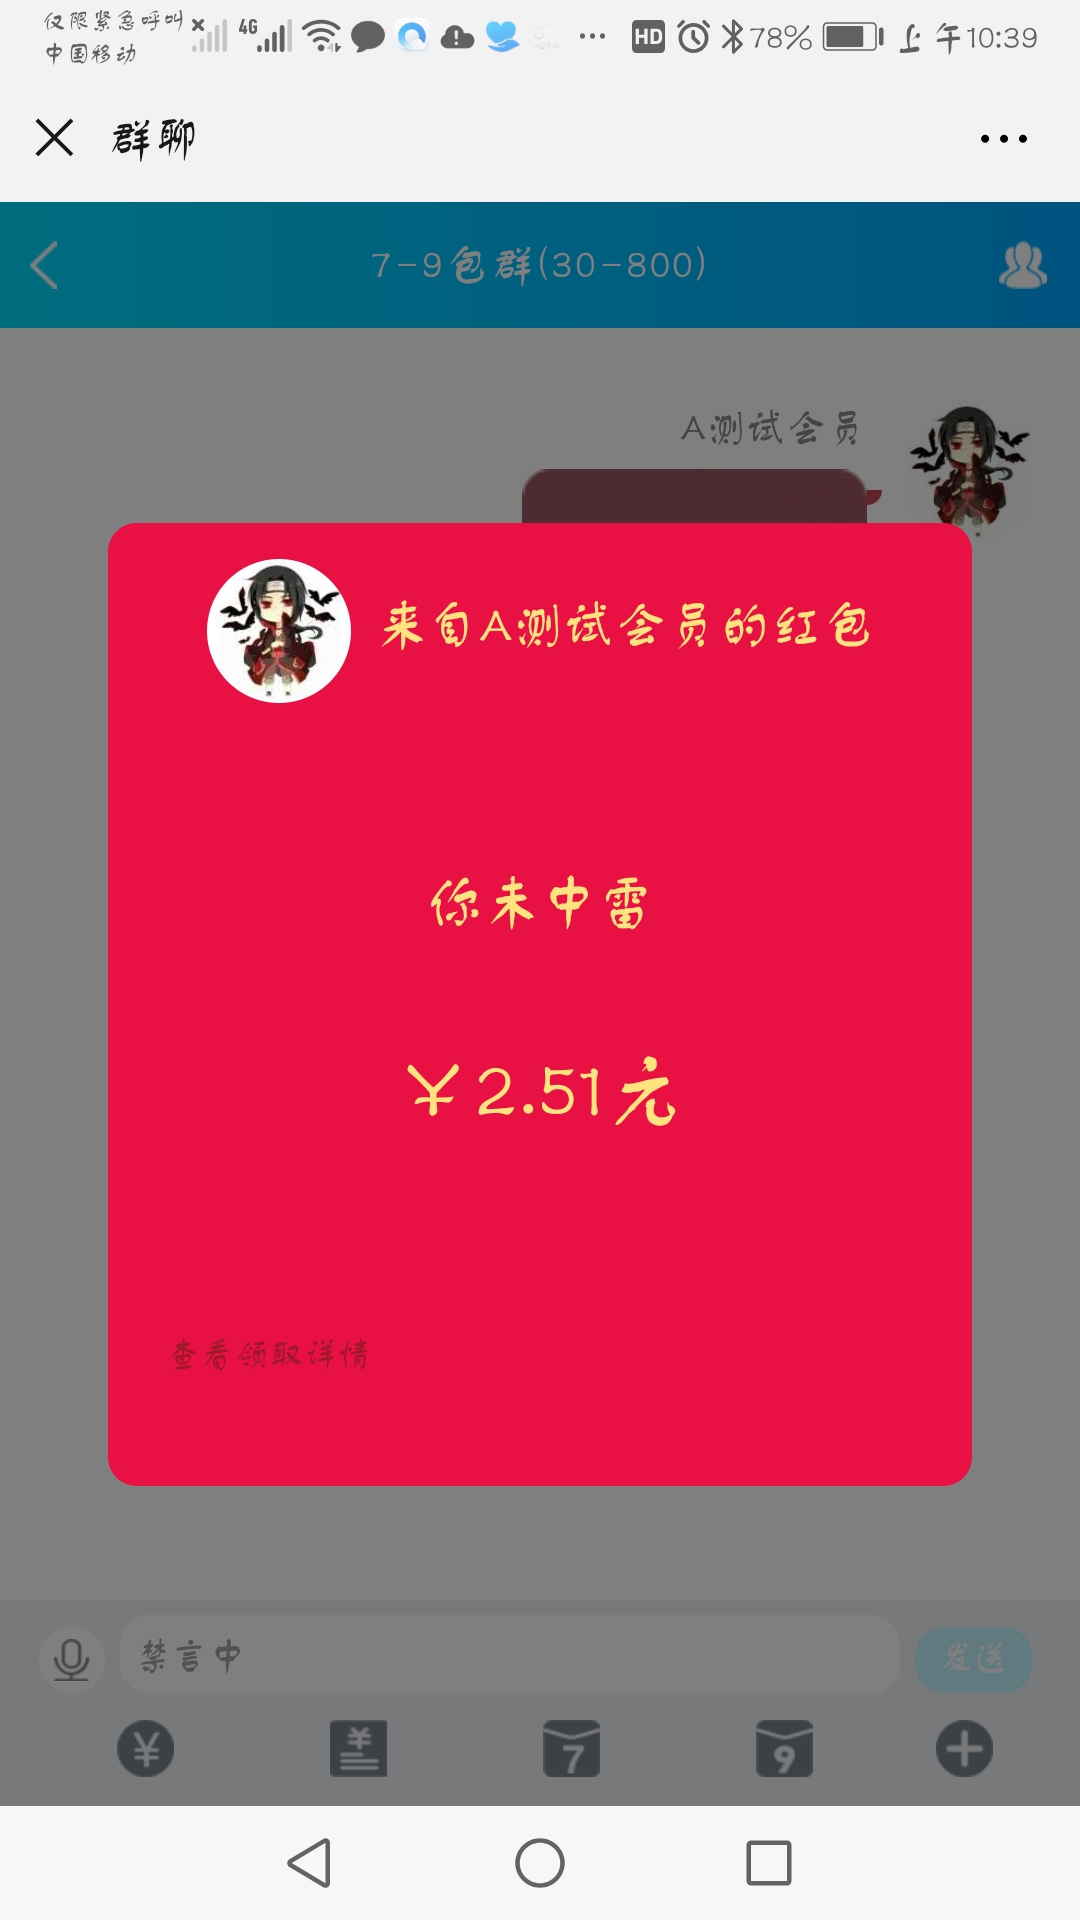 仅限紧急呼叫
中国移动
4G
HD
78%
上午10:39
群聊
7-9包群(30-800)
A测试会员
来自A测试会员的红包
你未中雷
￥2.51元
查看领取详情
禁言中
发送
¥
¥
7
9